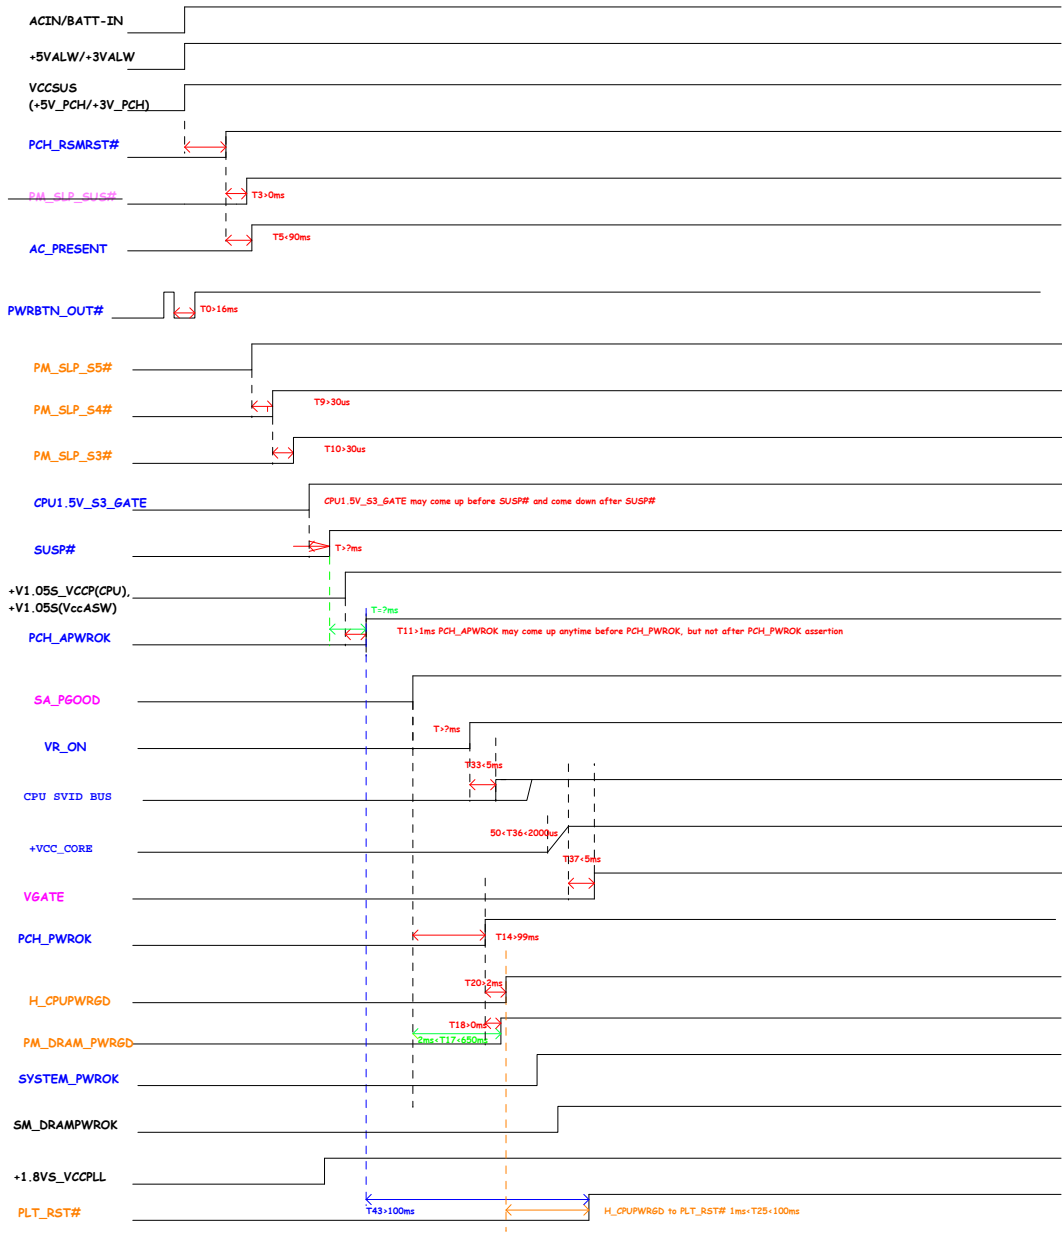 ACIN/BATT-IN
+5VALW/+3VALW
VCCSUS
(+5V_PCH/+3V_PCH)
PCH_RSMRST#
PM_SLP_SUS#
T3>0ms
AC_PRESENT
T5<90ms
PWRBTN_OUT#
T0>16ms
PM_SLP_S5#
PM_SLP_S4#
T9>30us
PM_SLP_S3#
T10>30us
CPU1.5V_S3_GATE
CPU1.5V_S3_GATE may come up before SUSP# and come down after SUSP#
SUSP#
T>?ms
+V1.05S_VCCP(CPU),
+V1.05S(VccASW)
T=?ms
PCH_APWROK
T11>1ms PCH_APWROK may come up anytime before PCH_PWROK, but not after PCH_PWROK assertion
SA_PGOOD
T>?ms
VR_ON
T33<5ms
CPU SVID BUS
50<T36<2000us
+VCC_CORE
T37<5ms
VGATE
PCH_PWROK
T14>99ms
T20>2ms
H_CPUPWRGD
T18>0ms
PM_DRAM_PWRGD
2ms<T17<650ms
SYSTEM_PWROK
SM_DRAMPWROK
+1.8VS_VCCPLL
PLT_RST#
T43>100ms
H_CPUPWRGD to PLT_RST# 1ms<T25<100ms